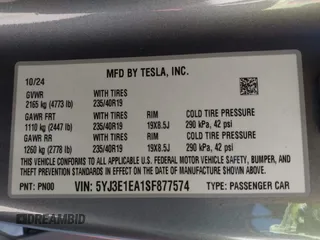 MFD BY TESLA, INC.
10/24
GVWR WITH TIRES
2165 kg (4773 lb) 235/40R19
GAWR FRT WITH TIRES RIM COLD TIRE PRESSURE
1110 kg (2447 lb) 235/40R19 19X8.5J 290 kPa, 42 psi
GAWR RR WITH TIRES RIM COLD TIRE PRESSURE
1260 kg (2778 lb) 235/40R19 19X8.5J 290 kPa, 42 psi
THIS VEHICLE CONFORMS TO ALL APPLICABLE U.S. FEDERAL MOTOR VEHICLE SAFETY, BUMPER, AND
THEFT PREVENTION STANDARDS IN EFFECT ON THE DATE OF MANUFACTURE SHOWN ABOVE.
PNT: PN00 VIN: 5YJ3E1EA1SF877574 TYPE: PASSENGER CAR
DREAMBID